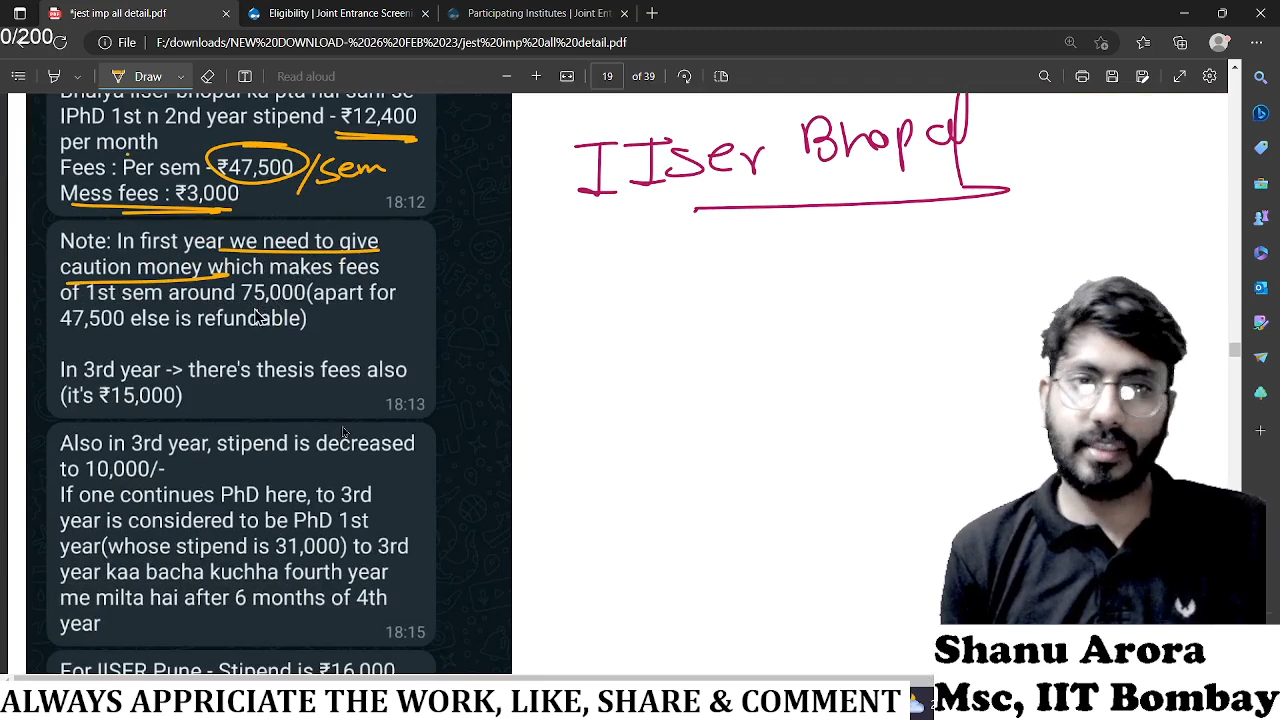 *jest imp all detail.pdf
Eligibility | Joint Entrance Screeni
Participating Institutes | Joint Ent
0/200
File
F:/downloads/NEW%20DOWNLOAD-%2026%20FEB%2023/jest%20imp%20all%20detail.pdf
Draw
Read aloud
19
of 39
IPhD 1st n 2nd year stipend - ₹12,400
per month
Fees : Per sem - ₹47,500 /sem
Mess fees : ₹3,000
18:12
Note: In first year we need to give
caution money which makes fees
of 1st sem around 75,000(apart for
47,500 else is refundable)
In 3rd year -> there's thesis fees also
(it's ₹15,000)
18:13
Also in 3rd year, stipend is decreased
to 10,000/-
If one continues PhD here, to 3rd
year is considered to be PhD 1st
year(whose stipend is 31,000) to 3rd
year kaa bacha kuchha fourth year
me milta hai after 6 months of 4th
year
18:15
For IISER Pune - Stipend is ₹16,000
IIser Bhopal
Shanu Arora
Msc, IIT Bombay
ALWAYS APPRICIATE THE WORK, LIKE, SHARE & COMMENT